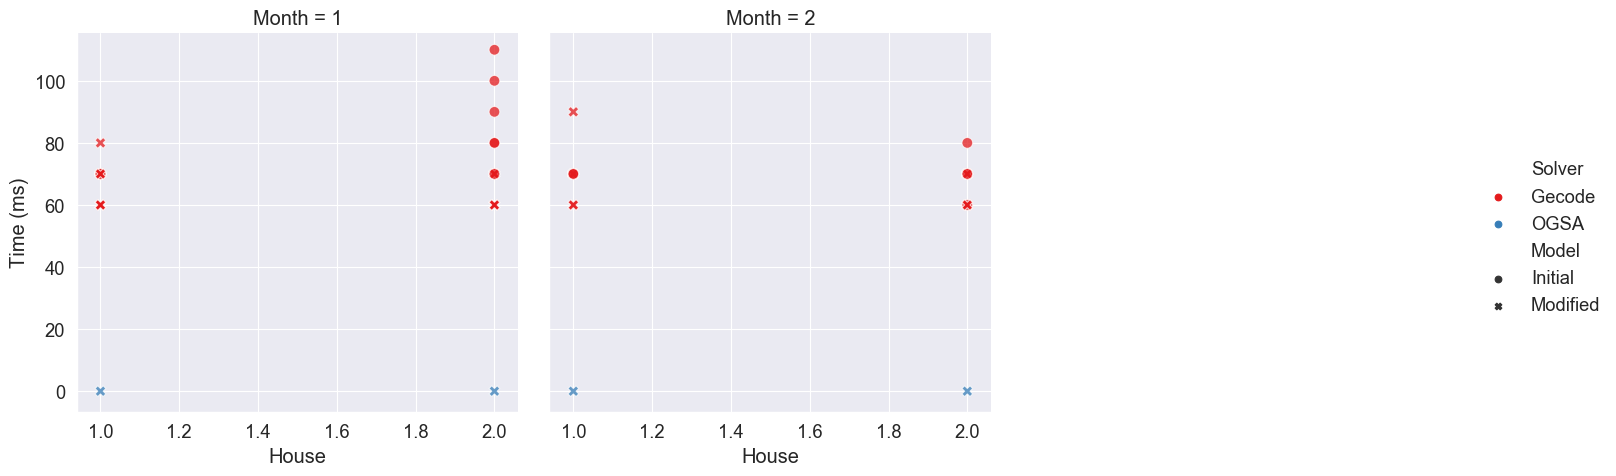 Month = 1
Month = 2
Time (ms)
100
80
60
40
20
0
1.0 1.2 1.4 1.6 1.8 2.0
1.0 1.2 1.4 1.6 1.8 2.0
House
House
Solver
Gecode
OGSA
Model
Initial
Modified